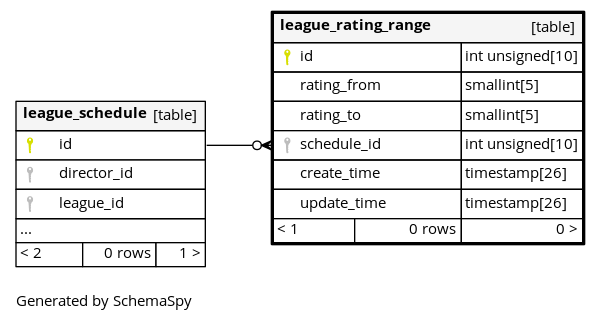 league_rating_range [table]
id int unsigned[10]
rating_from smallint[5]
rating_to smallint[5]
schedule_id int unsigned[10]
create_time timestamp[26]
update_time timestamp[26]
< 1 0 rows 0 >
league_schedule [table]
id
director_id
league_id
...
< 2 0 rows 1 >
Generated by SchemaSpy